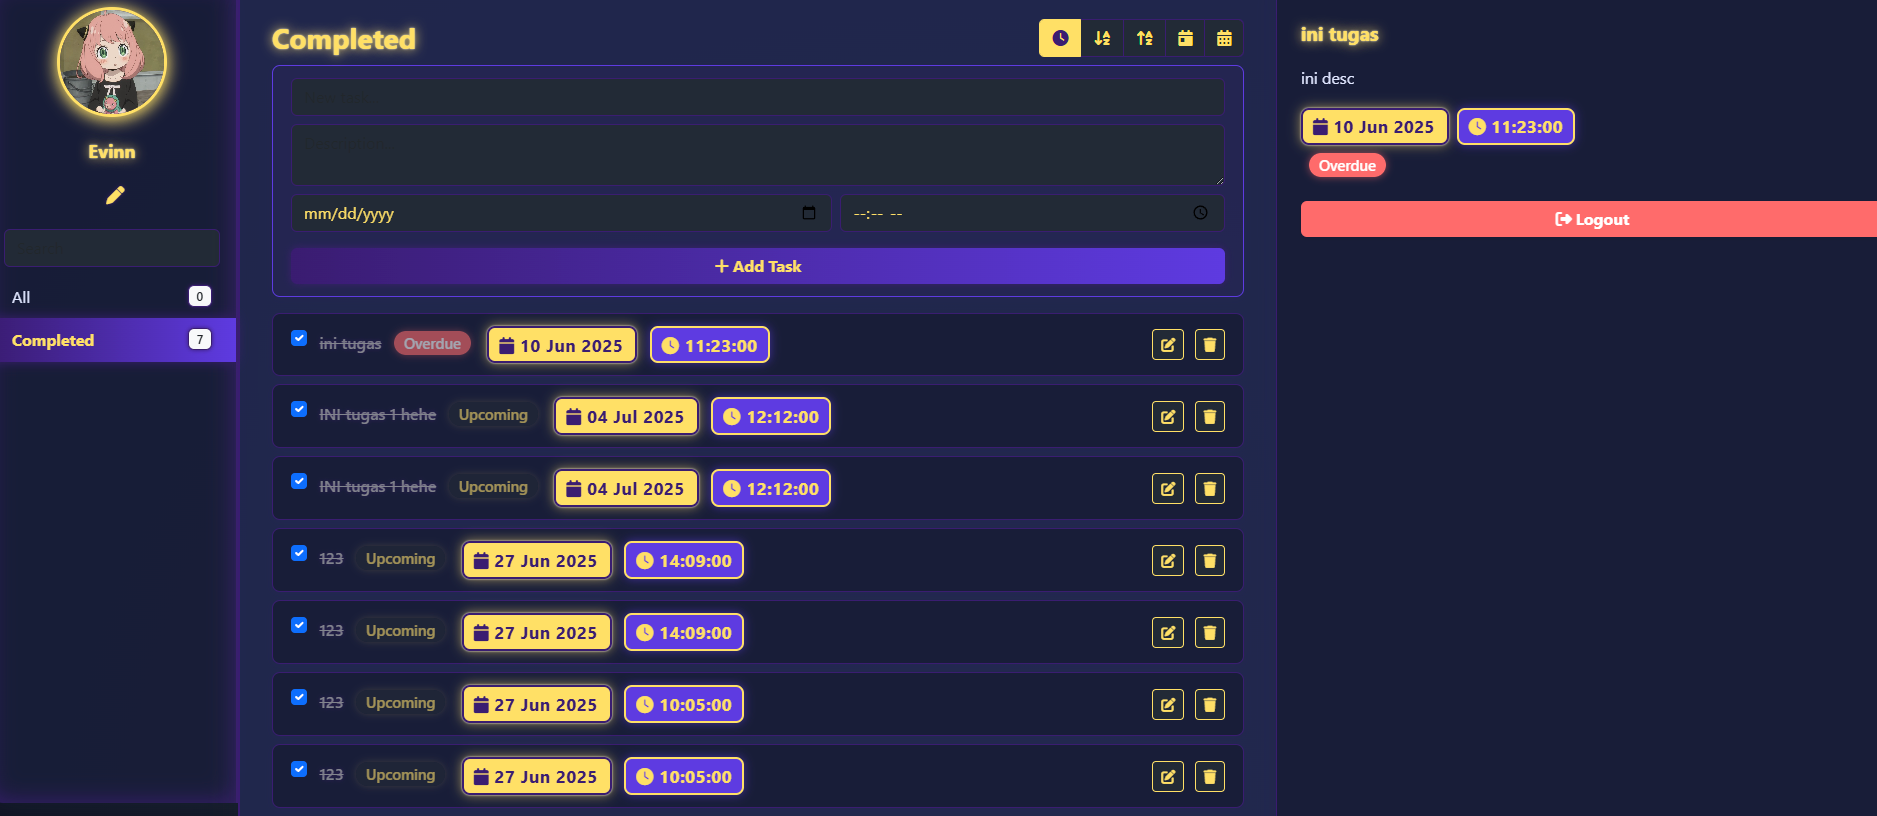 Evinn
All 0
Completed 7
Completed
mm/dd/yyyy
--:-- --
Add Task
ini tugas Overdue 10 Jun 2025 11:23:00
INI tugas 1 hehe Upcoming 04 Jul 2025 12:12:00
INI tugas 1 hehe Upcoming 04 Jul 2025 12:12:00
123 Upcoming 27 Jun 2025 14:09:00
123 Upcoming 27 Jun 2025 14:09:00
123 Upcoming 27 Jun 2025 10:05:00
123 Upcoming 27 Jun 2025 10:05:00
ini tugas
ini desc
10 Jun 2025 11:23:00
Overdue
Logout